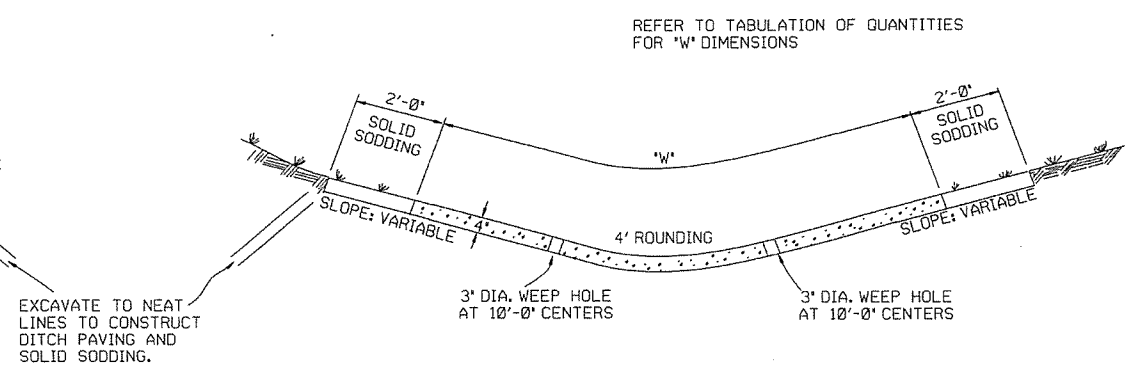 REFER TO TABULATION OF QUANTITIES
FOR "W" DIMENSIONS
2'-0"
SOLID
SODDING
"W"
2'-0"
SOLID
SODDING
SLOPE: VARIABLE
4"
4' ROUNDING
SLOPE: VARIABLE
3" DIA. WEEP HOLE
AT 10'-0" CENTERS
3" DIA. WEEP HOLE
AT 10'-0" CENTERS
EXCAVATE TO NEAT
LINES TO CONSTRUCT
DITCH PAVING AND
SOLID SODDING.